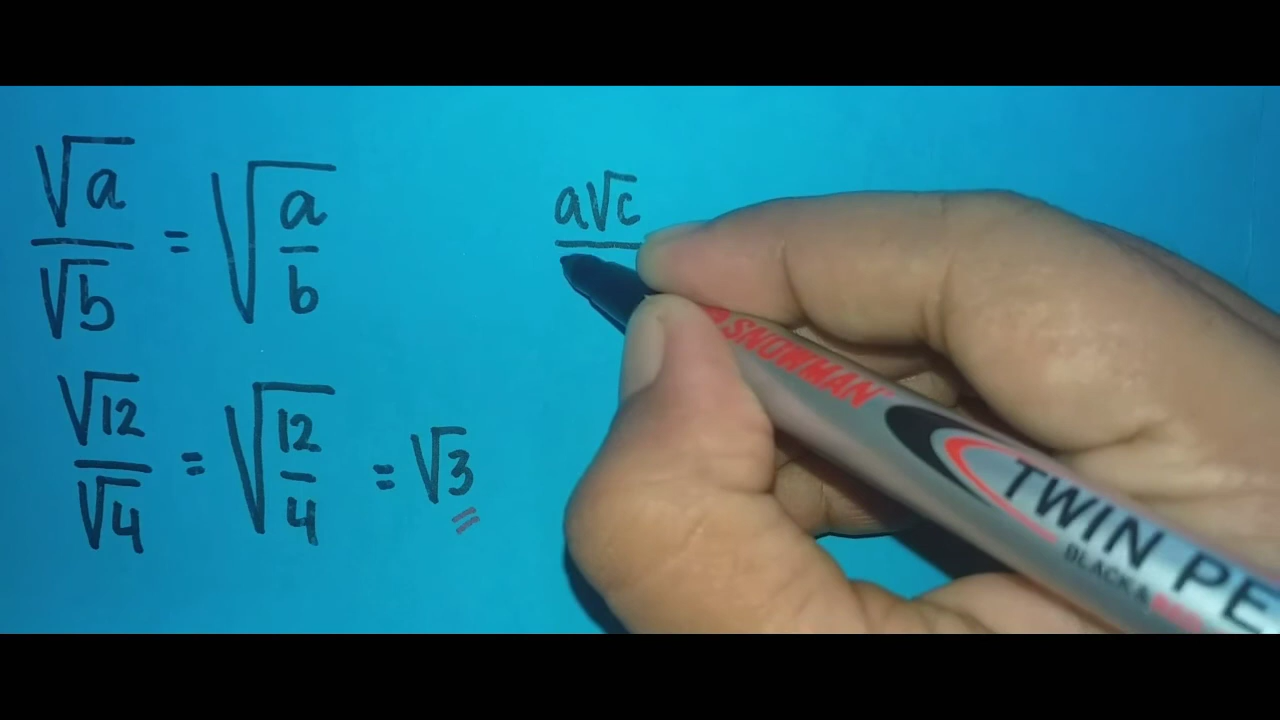 √a/√b = √(a/b)
√12/√4 = √(12/4) = √3
a√c
SNOWMAN
TWIN PE
BLACK &